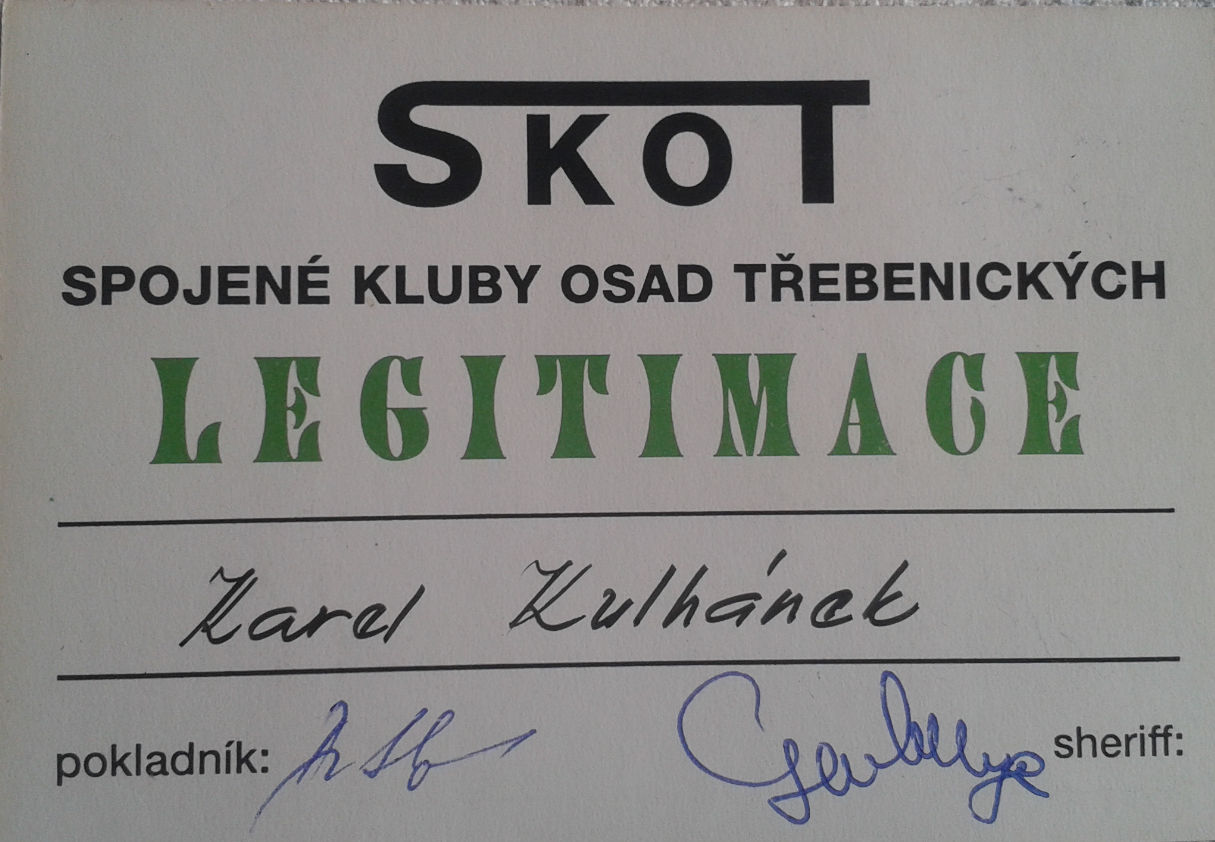 SKOT
SPOJENÉ KLUBY OSAD TŘEBENICKÝCH
LEGITIMACE
Karel Kulhánek
pokladník: sheriff: